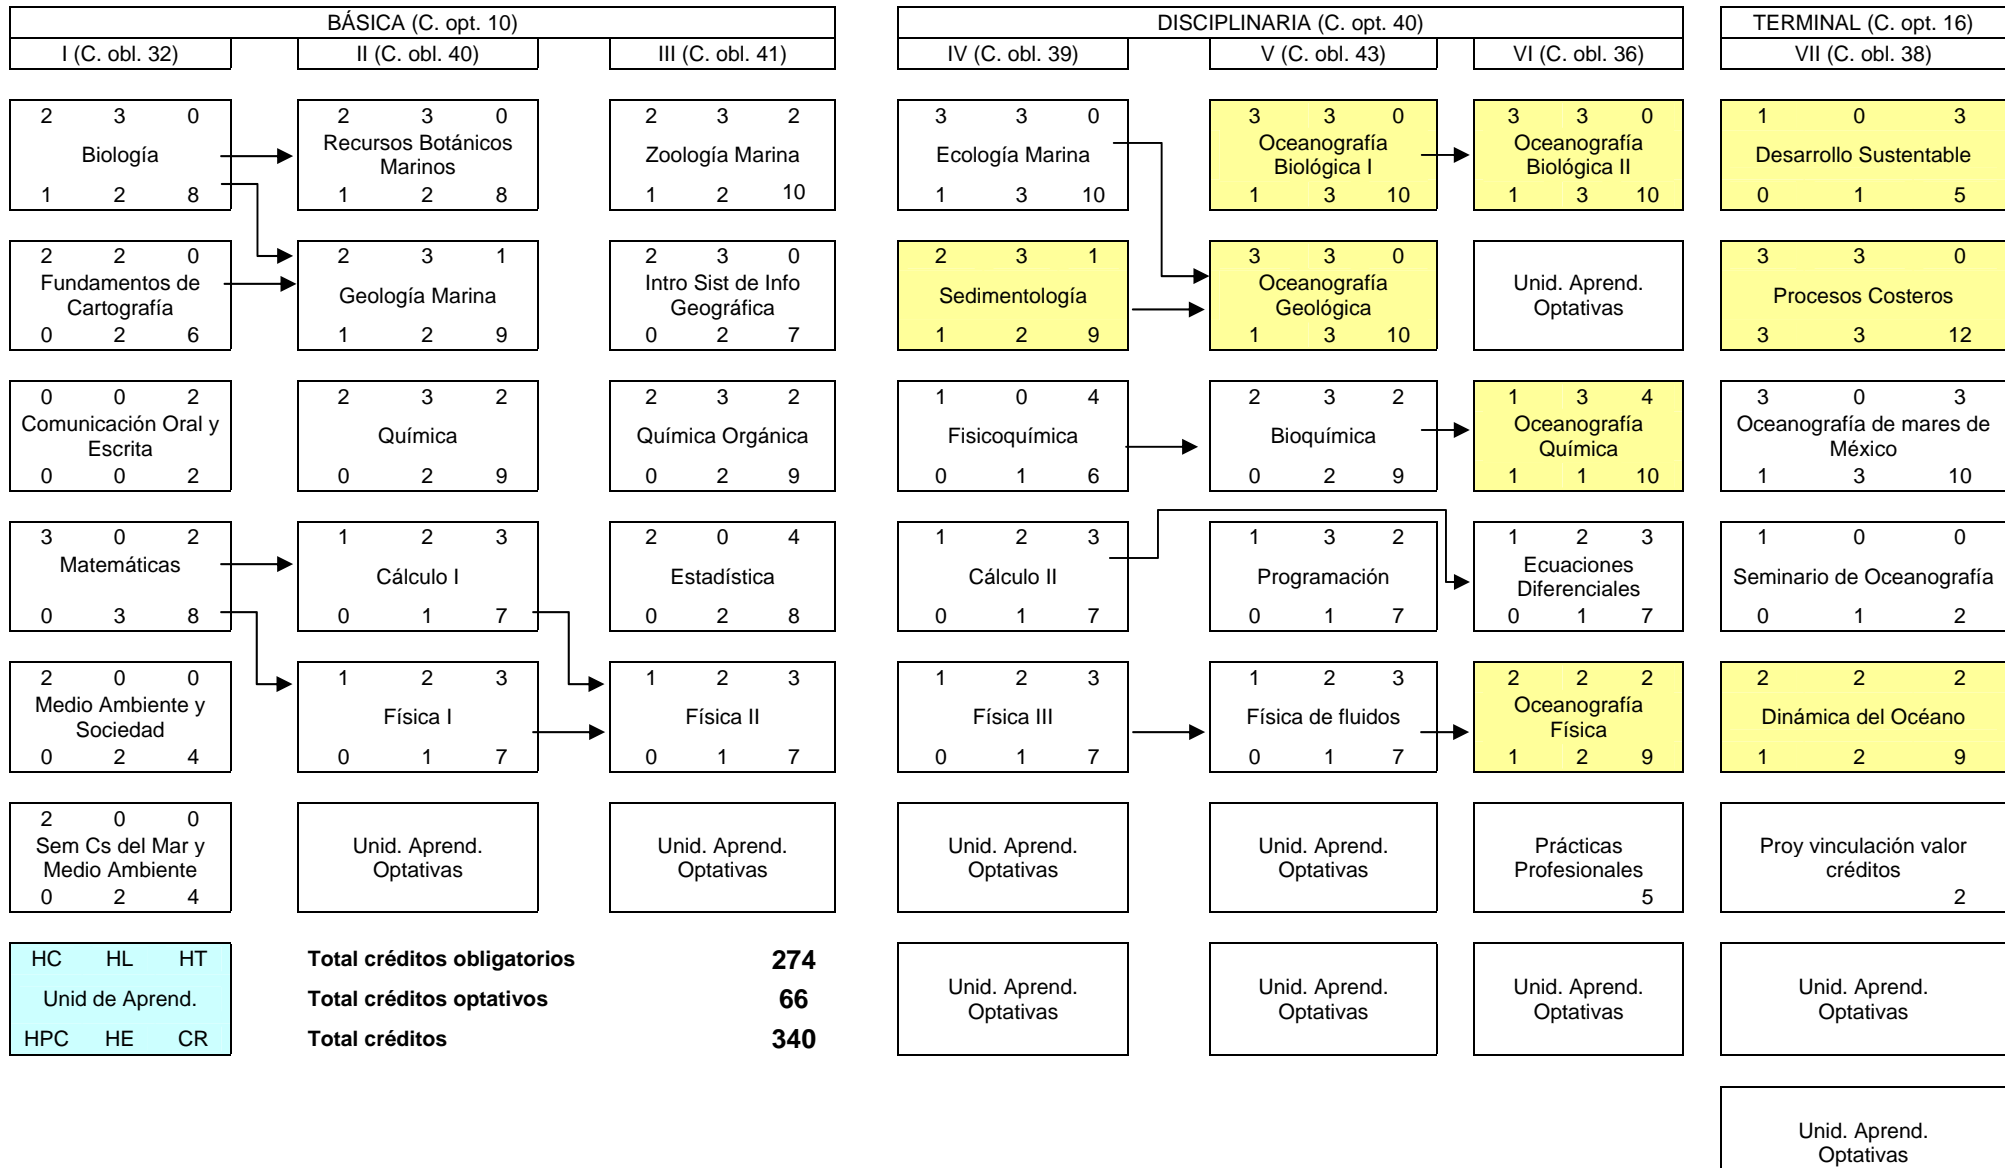 BÁSICA (C. opt. 10) DISCIPLINARIA (C. opt. 40) TERMINAL (C. opt. 16)
I (C. obl. 32) II (C. obl. 40) III (C. obl. 41) IV (C. obl. 39) V (C. obl. 43) VI (C. obl. 36) VII (C. obl. 38)
2 3 0 2 3 0 2 3 2 3 3 0 3 3 0 3 3 0 1 0 3
Biología Recursos Botánicos Marinos Zoología Marina Ecología Marina Oceanografía Biológica I Oceanografía Biológica II Desarrollo Sustentable
1 2 8 1 2 8 1 2 10 1 3 10 1 3 10 1 3 10 0 1 5
2 2 0 2 3 1 2 3 0 2 3 1 3 3 0 3 3 0
Fundamentos de Cartografía Geología Marina Intro Sist de Info Geográfica Sedimentología Oceanografía Geológica Unid. Aprend. Optativas Procesos Costeros
0 2 6 1 2 9 0 2 7 1 2 9 1 3 10 3 3 12
0 0 2 2 3 2 2 3 2 1 0 4 2 3 2 1 3 4 3 0 3
Comunicación Oral y Escrita Química Química Orgánica Fisicoquímica Bioquímica Oceanografía Química Oceanografía de mares de México
0 0 2 0 2 9 0 2 9 0 1 6 0 2 9 1 1 10 1 3 10
3 0 2 1 2 3 2 0 4 1 2 3 1 3 2 1 2 3 1 0 0
Matemáticas Cálculo I Estadística Cálculo II Programación Ecuaciones Diferenciales Seminario de Oceanografía
0 3 8 0 1 7 0 2 8 0 1 7 0 1 7 0 1 7 0 1 2
2 0 0 1 2 3 1 2 3 1 2 3 1 2 3 2 2 2 2 2 2
Medio Ambiente y Sociedad Física I Física II Física III Física de fluidos Oceanografía Física Dinámica del Océano
0 2 4 0 1 7 0 1 7 0 1 7 0 1 7 1 2 9 1 2 9
2 0 0
Sem Cs del Mar y Medio Ambiente Unid. Aprend. Optativas Unid. Aprend. Optativas Unid. Aprend. Optativas Unid. Aprend. Optativas Prácticas Profesionales Proy vinculación valor créditos
0 2 4 5 2
HC HL HT Total créditos obligatorios 274
Unid de Aprend. Total créditos optativos 66 Unid. Aprend. Optativas Unid. Aprend. Optativas Unid. Aprend. Optativas Unid. Aprend. Optativas
HPC HE CR Total créditos 340
Unid. Aprend.
Optativas